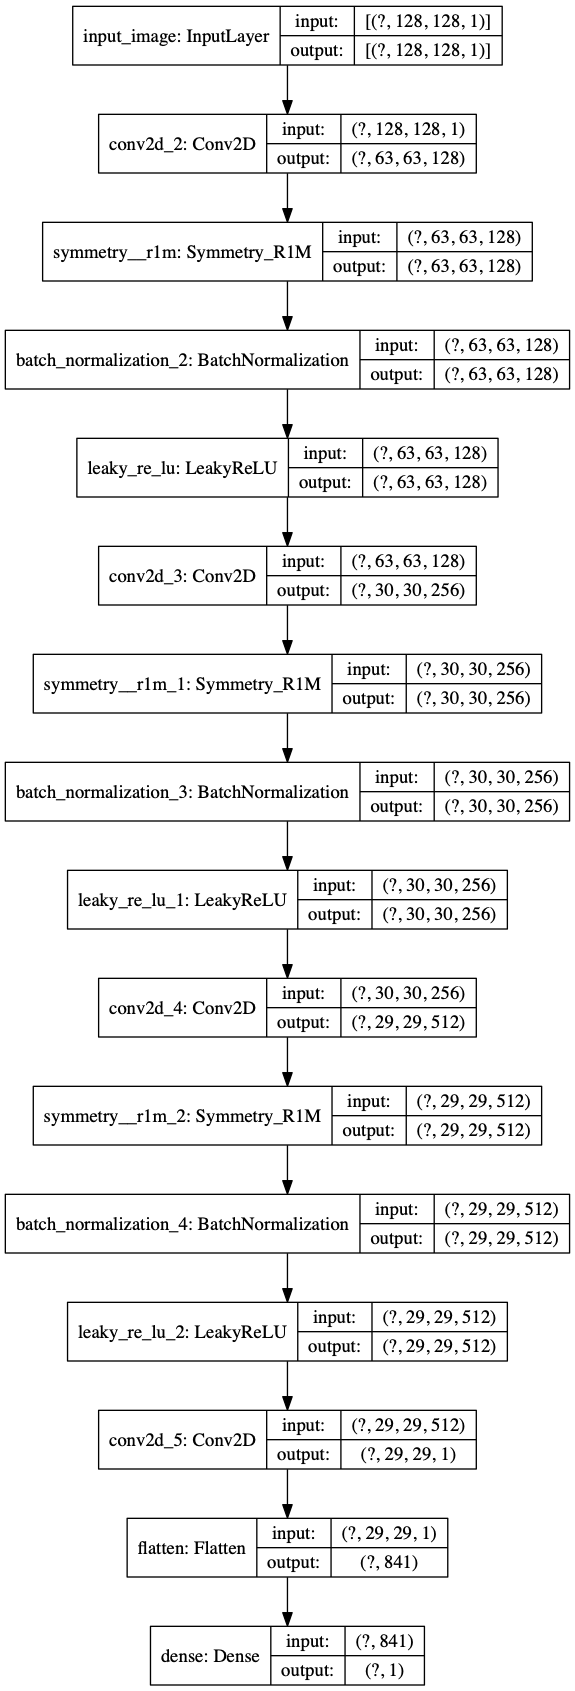 input_image: InputLayer
input: [(?, 128, 128, 1)]
output: [(?, 128, 128, 1)]
conv2d_2: Conv2D
input: (?, 128, 128, 1)
output: (?, 63, 63, 128)
symmetry__r1m: Symmetry_R1M
input: (?, 63, 63, 128)
output: (?, 63, 63, 128)
batch_normalization_2: BatchNormalization
input: (?, 63, 63, 128)
output: (?, 63, 63, 128)
leaky_re_lu: LeakyReLU
input: (?, 63, 63, 128)
output: (?, 63, 63, 128)
conv2d_3: Conv2D
input: (?, 63, 63, 128)
output: (?, 30, 30, 256)
symmetry__r1m_1: Symmetry_R1M
input: (?, 30, 30, 256)
output: (?, 30, 30, 256)
batch_normalization_3: BatchNormalization
input: (?, 30, 30, 256)
output: (?, 30, 30, 256)
leaky_re_lu_1: LeakyReLU
input: (?, 30, 30, 256)
output: (?, 30, 30, 256)
conv2d_4: Conv2D
input: (?, 30, 30, 256)
output: (?, 29, 29, 512)
symmetry__r1m_2: Symmetry_R1M
input: (?, 29, 29, 512)
output: (?, 29, 29, 512)
batch_normalization_4: BatchNormalization
input: (?, 29, 29, 512)
output: (?, 29, 29, 512)
leaky_re_lu_2: LeakyReLU
input: (?, 29, 29, 512)
output: (?, 29, 29, 512)
conv2d_5: Conv2D
input: (?, 29, 29, 512)
output: (?, 29, 29, 1)
flatten: Flatten
input: (?, 29, 29, 1)
output: (?, 841)
dense: Dense
input: (?, 841)
output: (?, 1)